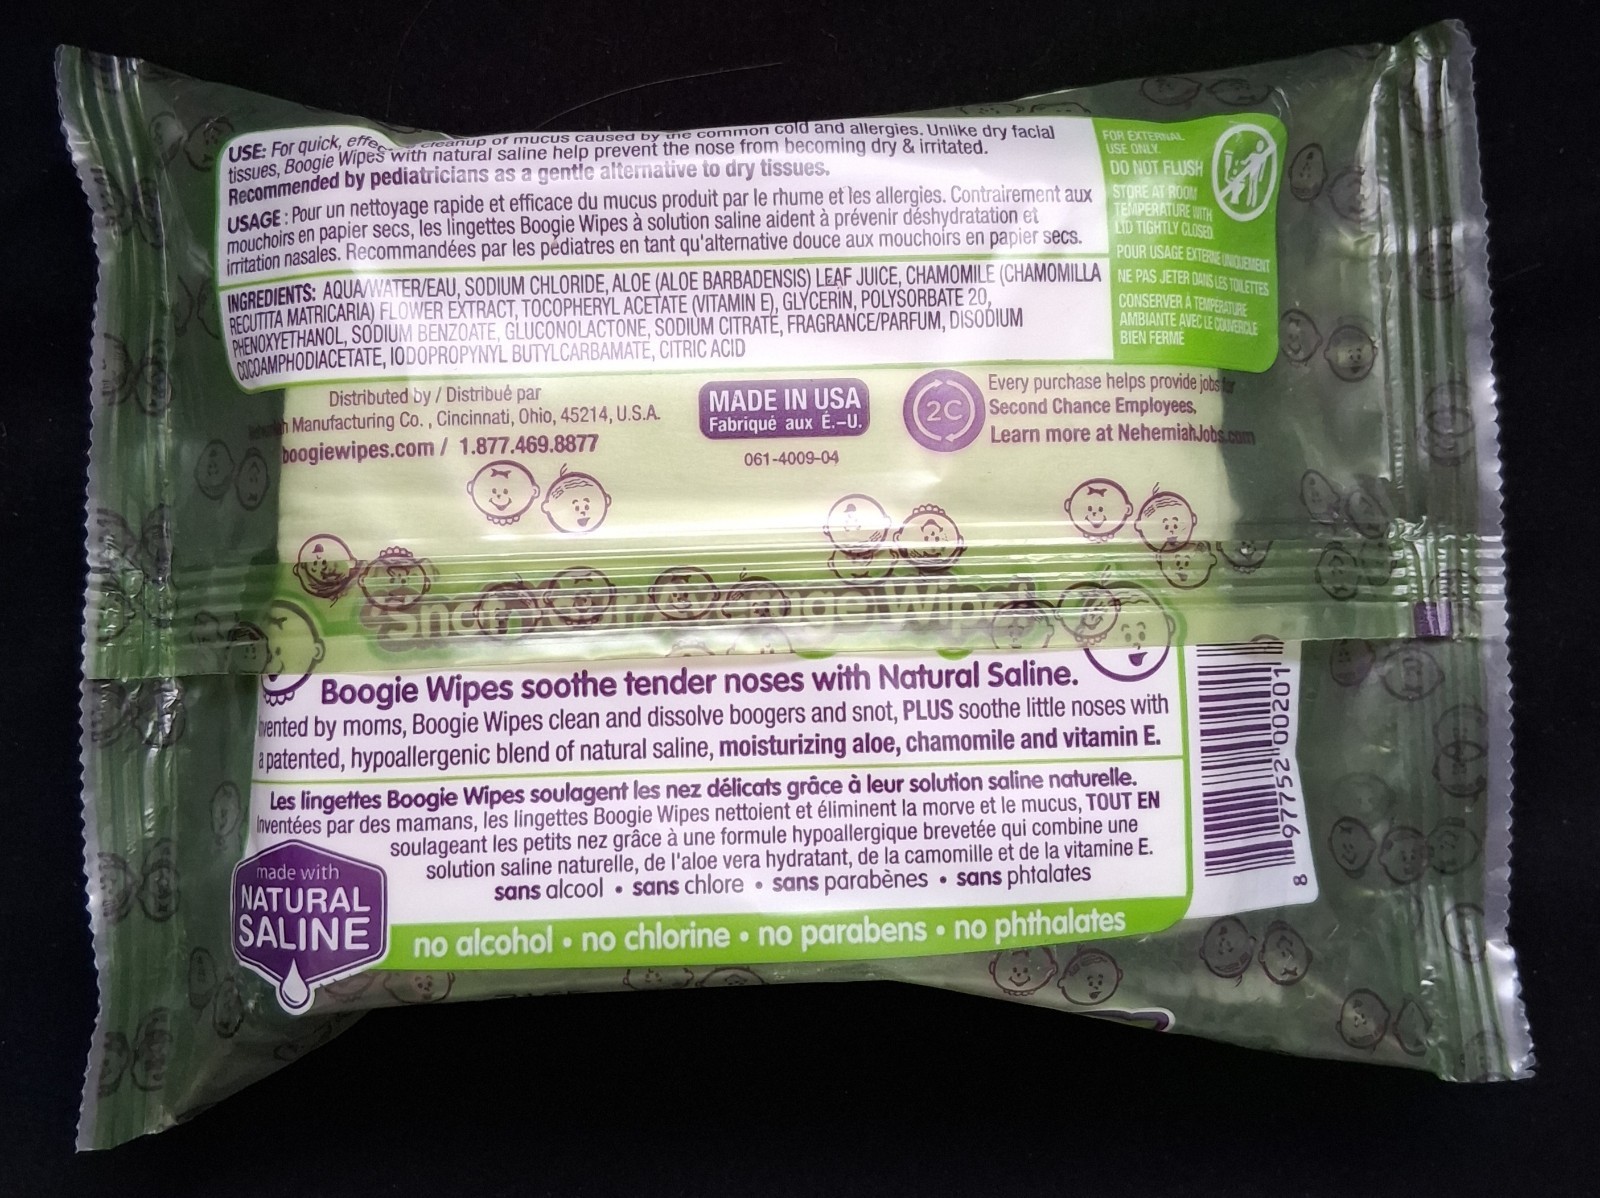 USE: For quick, cleanup of mucus caused by the common cold and allergies. Unlike dry facial
tissues, Boogie Wipes with natural saline help prevent the nose from becoming dry & irritated.
Recommended by pediatricians as a gentle alternative to dry tissues.
USAGE : Pour un nettoyage rapide et efficace du mucus produit par le rhume et les allergies. Contrairement aux
mouchoirs en papier secs, les lingettes Boogie Wipes à solution saline aident à prévenir déshydratation et
irritation nasales. Recommandées par les pédiatres en tant qu'alternative douce aux mouchoirs en papier secs.
INGREDIENTS: AQUA/WATER/EAU, SODIUM CHLORIDE, ALOE (ALOE BARBADENSIS) LEAF JUICE, CHAMOMILE (CHAMOMILLA
RECUTITA MATRICARIA) FLOWER EXTRACT, TOCOPHERYL ACETATE (VITAMIN E), GLYCERIN, POLYSORBATE 20,
PHENOXYETHANOL, SODIUM BENZOATE, GLUCONOLACTONE, SODIUM CITRATE, FRAGRANCE/PARFUM, DISODIUM
COCOAMPHODIACETATE, IODOPROPYNYL BUTYLCARBAMATE, CITRIC ACID
FOR EXTERNAL
USE ONLY.
DO NOT FLUSH
STORE AT ROOM
TEMPERATURE WITH
LID TIGHTLY CLOSED.
POUR USAGE EXTERNE UNIQUEMENT
NE PAS JETER DANS LES TOILETTES
CONSERVER À TEMPÉRATURE
AMBIANTE AVEC LE COUVERCLE
BIEN FERMÉ
Distributed by / Distribué par
Manufacturing Co. , Cincinnati, Ohio, 45214, U.S.A.
boogiewipes.com / 1.877.469.8877
MADE IN USA
Fabriqué aux É.-U.
061-4009-04
2C
Every purchase helps provide jobs for
Second Chance Employees,
Learn more at NehemiahJobs.com
Boogie Wipes soothe tender noses with Natural Saline.
by moms, Boogie Wipes clean and dissolve boogers and snot, PLUS soothe little noses with
a patented, hypoallergenic blend of natural saline, moisturizing aloe, chamomile and vitamin E.
Les lingettes Boogie Wipes soulagent les nez délicats grâce à leur solution saline naturelle.
Inventées par des mamans, les lingettes Boogie Wipes nettoient et éliminent la morve et le mucus, TOUT EN
soulageant les petits nez grâce à une formule hypoallergique brevetée qui combine une
solution saline naturelle, de l'aloe vera hydratant, de la camomille et de la vitamine E.
sans alcool • sans chlore • sans parabènes • sans phtalates
made with
NATURAL
SALINE
no alcohol • no chlorine • no parabens • no phthalates
8 97752 00201
8